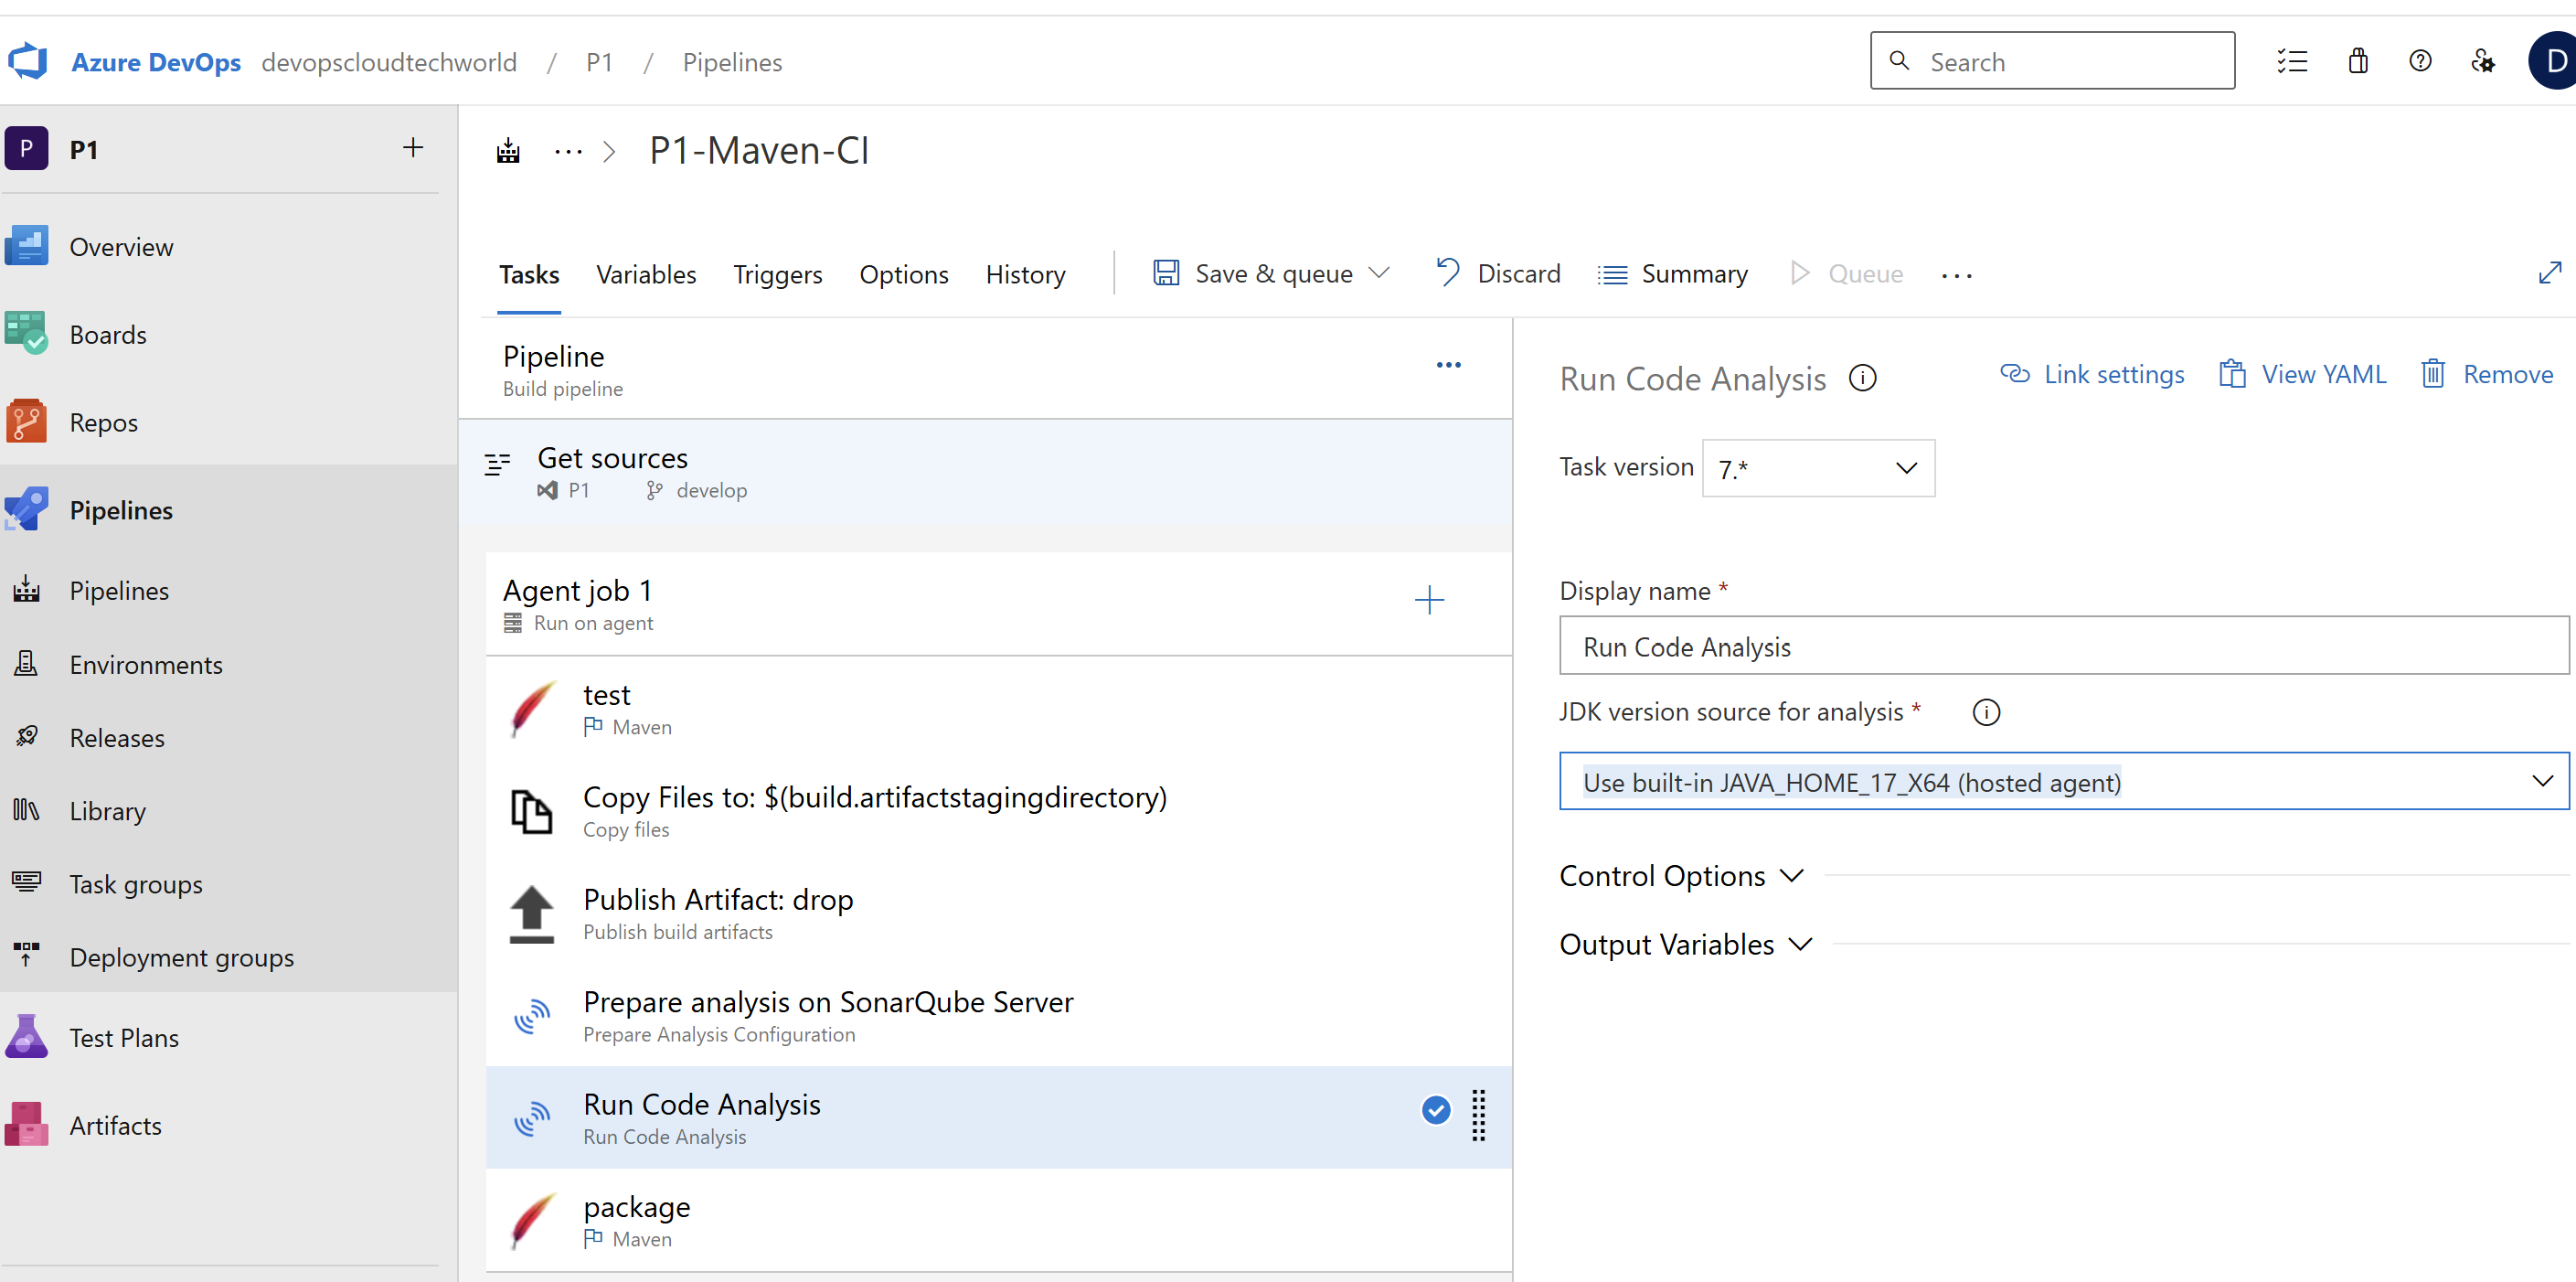 Azure DevOps devopscloudtechworld / P1 / Pipelines
Search
D
P P1
P1-Maven-CI
Overview
Boards
Repos
Pipelines
Pipelines
Environments
Releases
Library
Task groups
Deployment groups
Test Plans
Artifacts
Tasks Variables Triggers Options History Save & queue Discard Summary Queue
Pipeline
Build pipeline
Get sources
P1 develop
Agent job 1
Run on agent
test
Maven
Copy Files to: $(build.artifactstagingdirectory)
Copy files
Publish Artifact: drop
Publish build artifacts
Prepare analysis on SonarQube Server
Prepare Analysis Configuration
Run Code Analysis
Run Code Analysis
package
Maven
Run Code Analysis Link settings View YAML Remove
Task version 7.*
Display name *
Run Code Analysis
JDK version source for analysis *
Use built-in JAVA_HOME_17_X64 (hosted agent)
Control Options
Output Variables